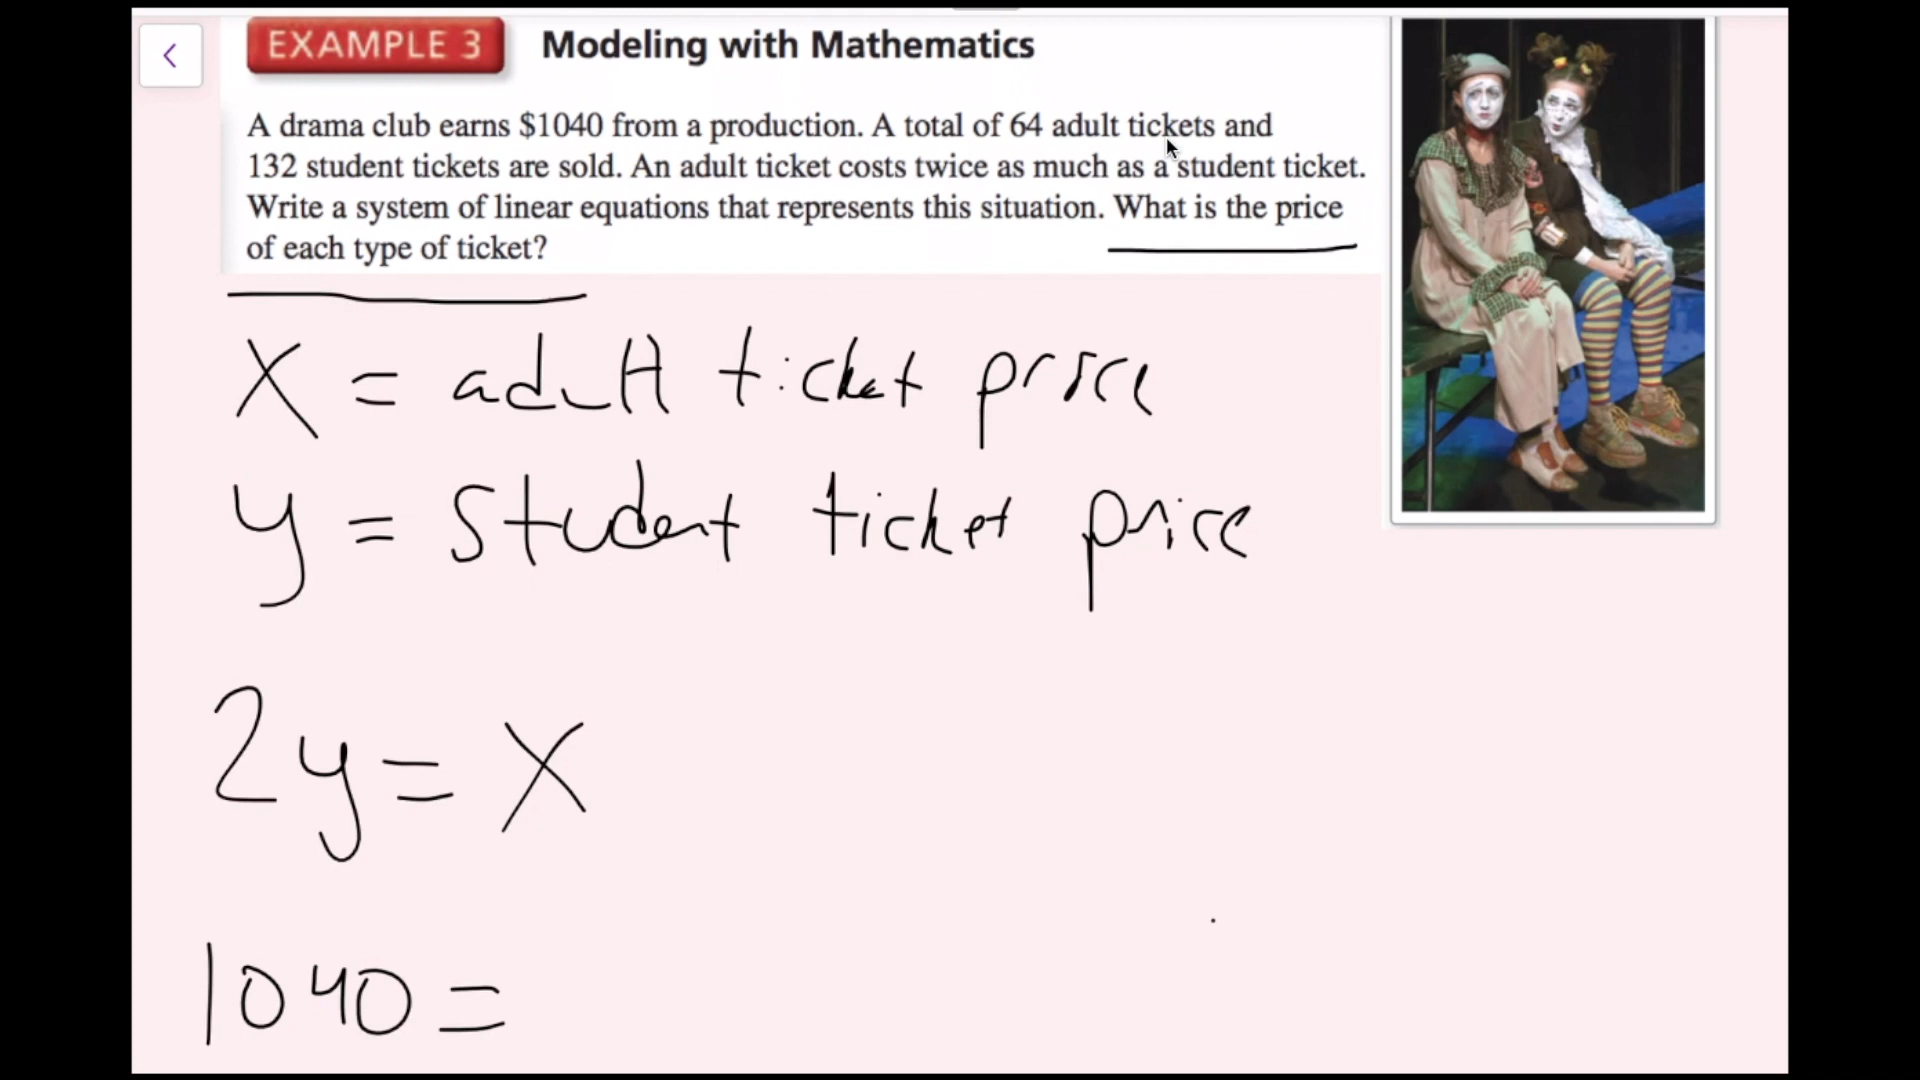 EXAMPLE 3 Modeling with Mathematics
A drama club earns $1040 from a production. A total of 64 adult tickets and
132 student tickets are sold. An adult ticket costs twice as much as a student ticket.
Write a system of linear equations that represents this situation. What is the price
of each type of ticket?
X = adult ticket price
y = student ticket price
2y = X
1040 =